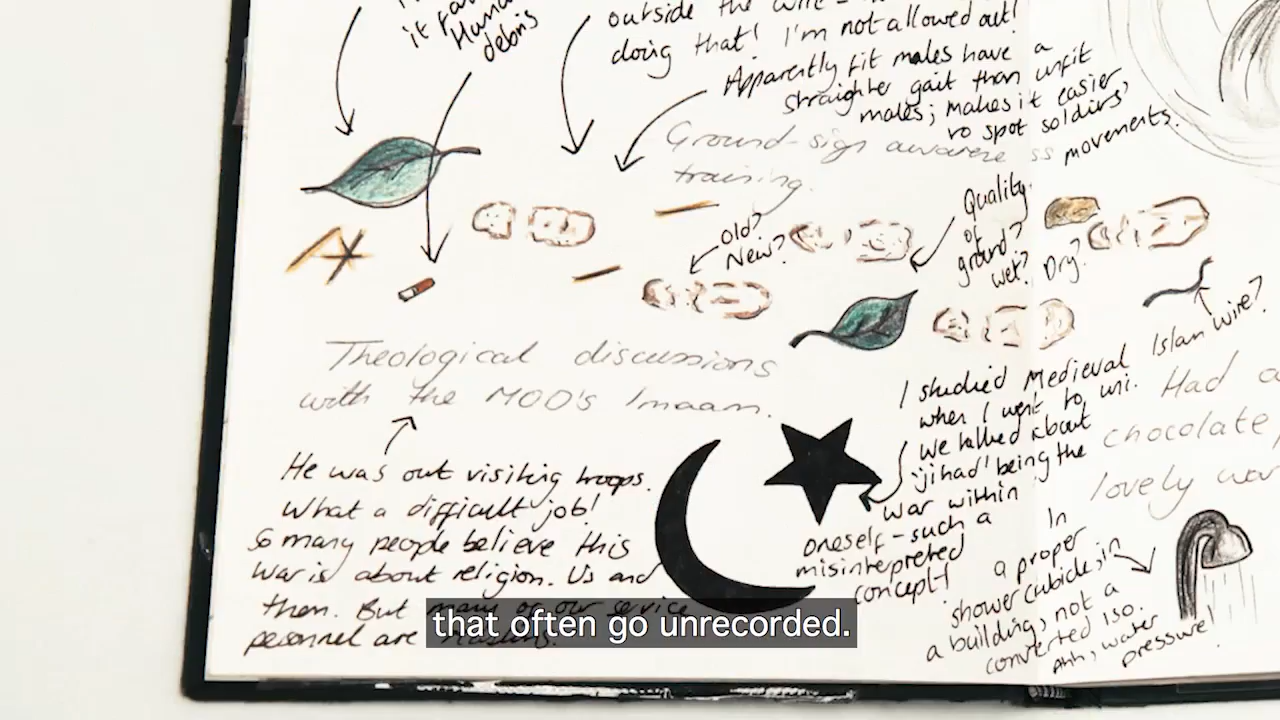 it
Human
debris
outside the wire -
doing that! I'm not allowed out!
Apparently fit males have a
straighter gait than unfit
males; makes it easier
to spot soldiers'
movements.
Ground-sign awareness
training.
Old?
New?
Quality
of
ground?
wet? Dry?
wire?
Theological discussions
with the MOD's Imaam.
He was out visiting troops.
What a difficult job!
So many people believe this
war is about religion. Us and
them. But many of our service
personnel are Muslims.
I studied Medieval Islam
when I went to uni.
We talked about
'jihad' being the
war within
oneself - such a
misinterpreted
concept!
Had a
chocolate,
lovely
In
a proper
shower cubicle, in
a building, not a
converted iso.
Ahh, water
pressure!
that often go unrecorded.